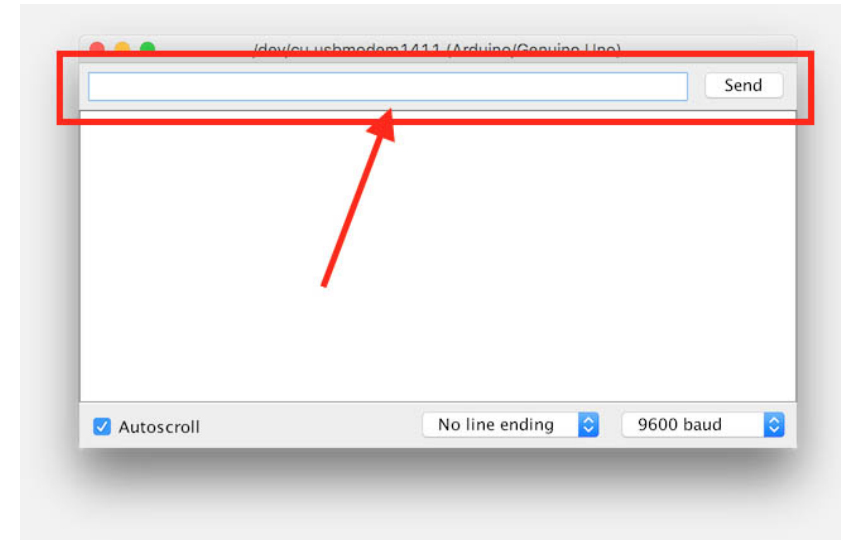 /dev/cu.usbmodem1411 (Arduino/Genuino Uno)
Send
Autoscroll
No line ending
9600 baud